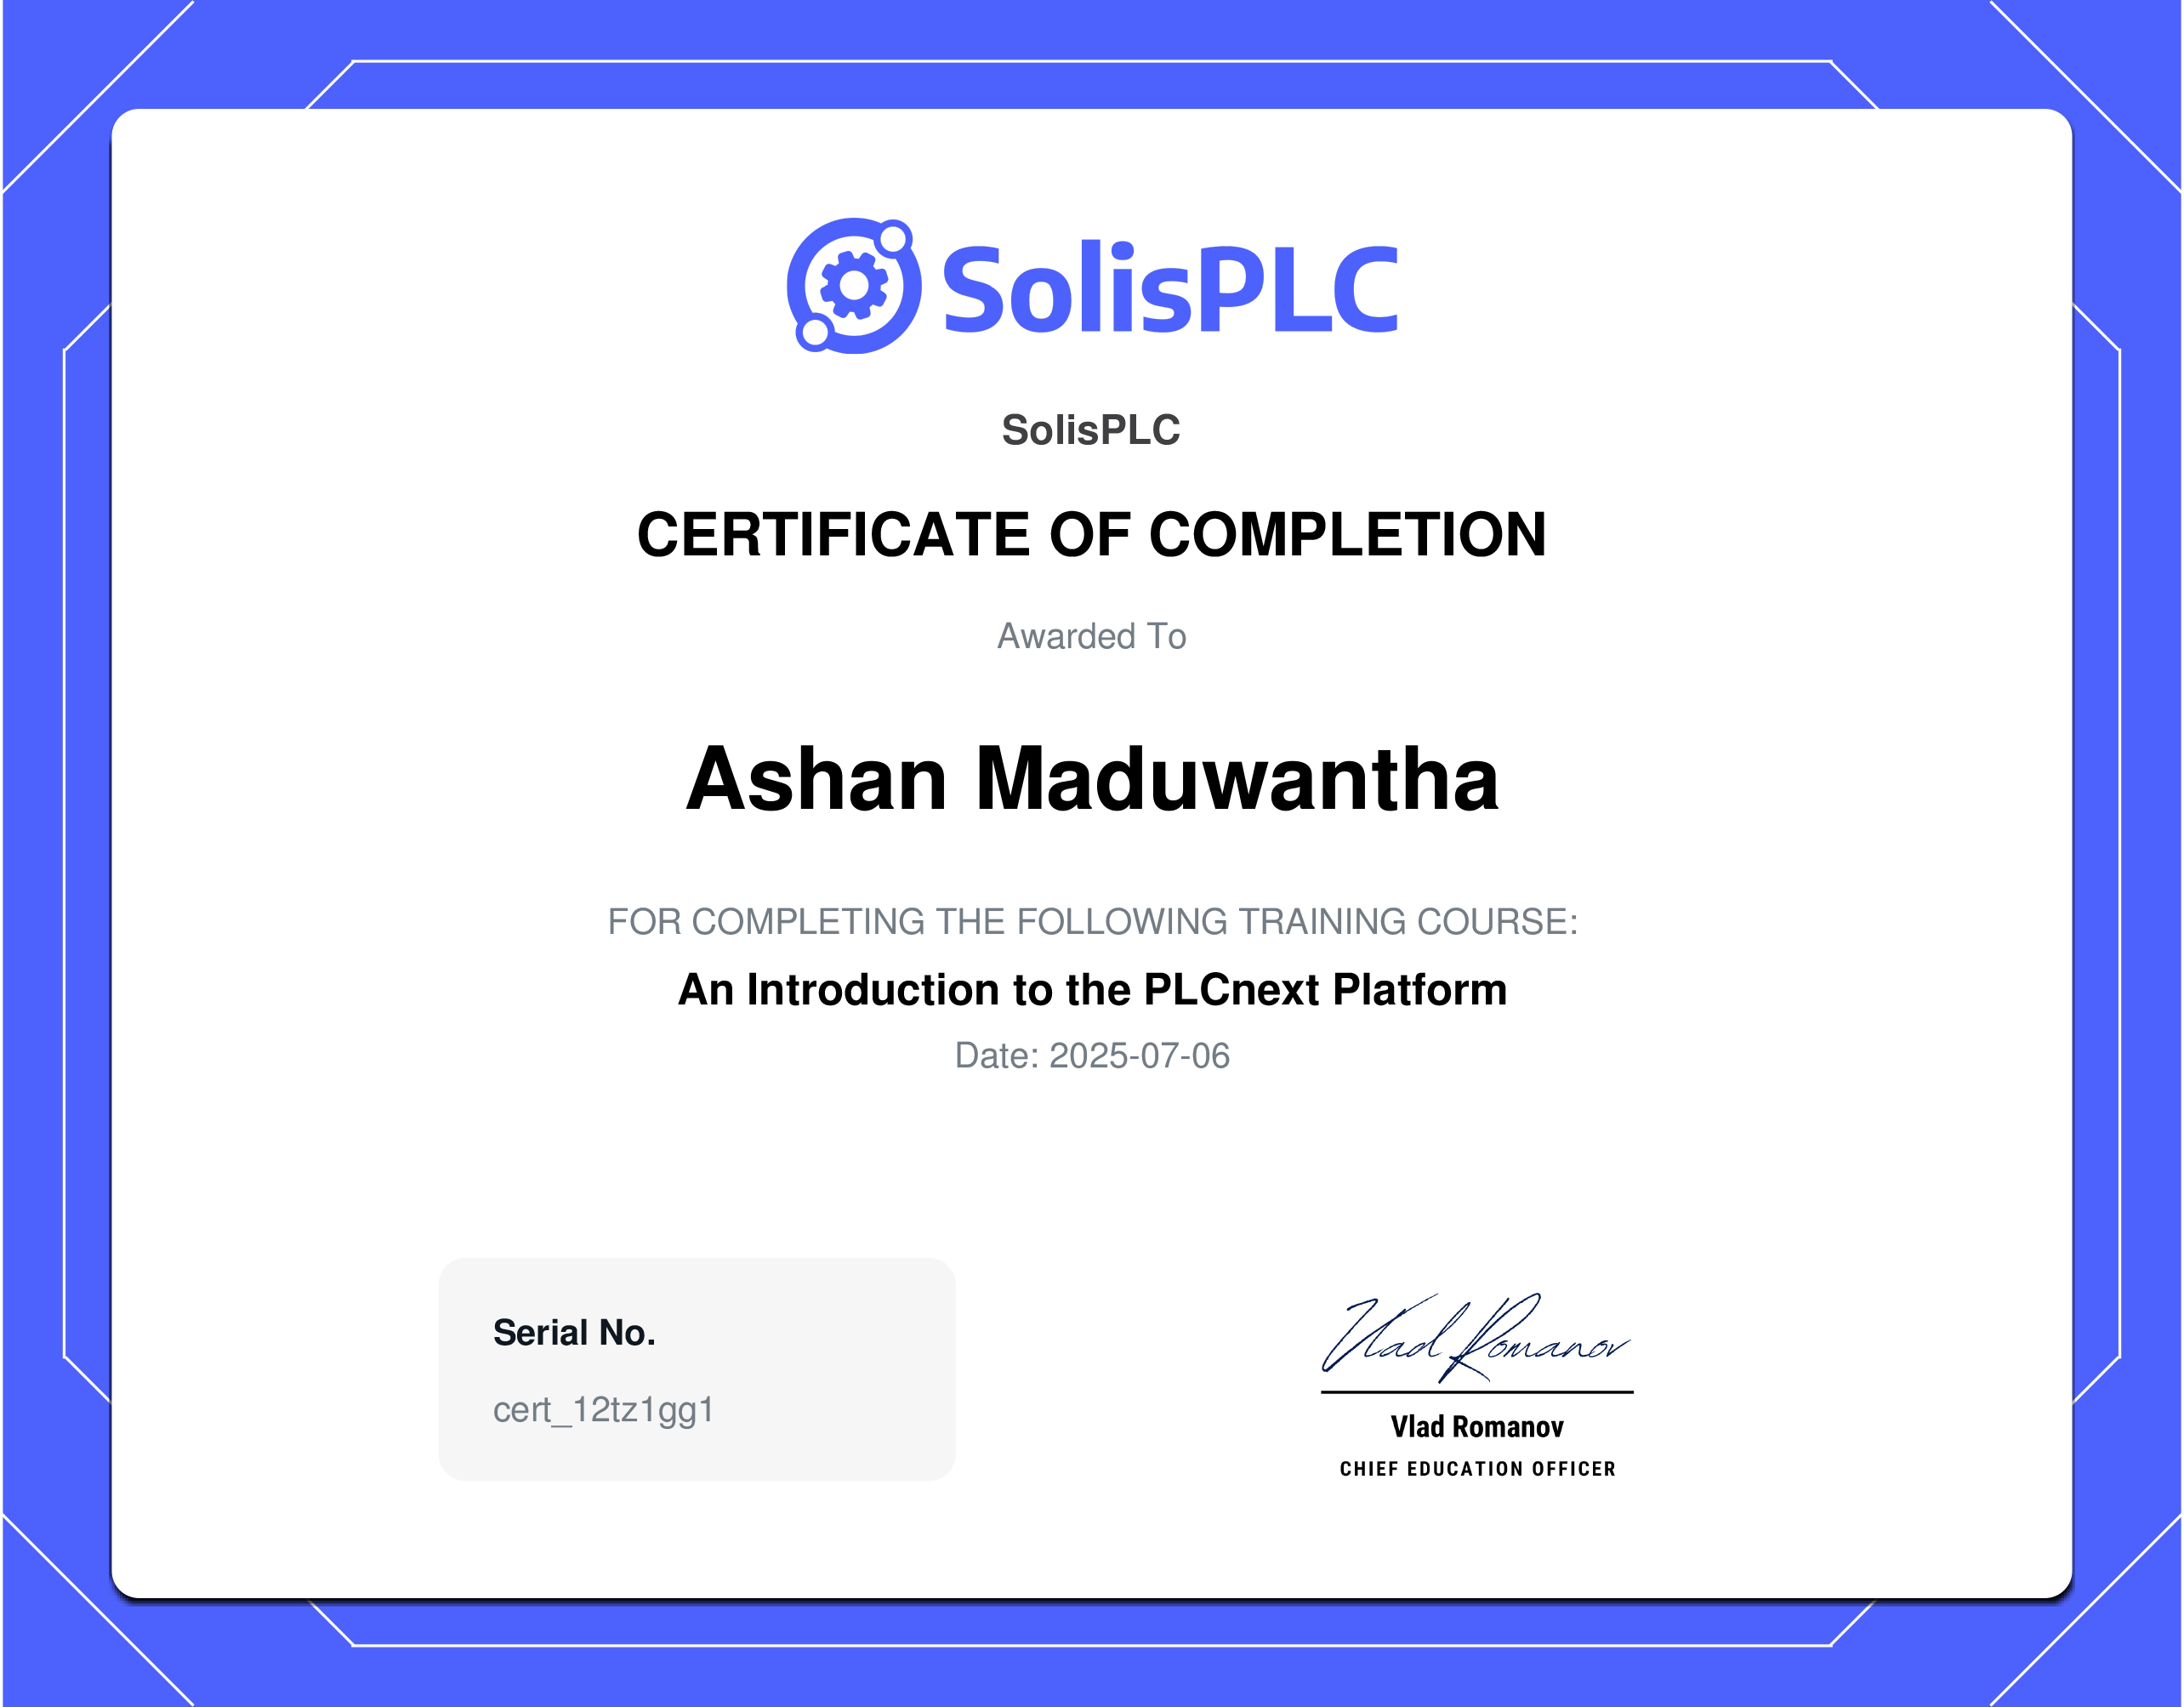 SolisPLC
SolisPLC
CERTIFICATE OF COMPLETION
Awarded To
Ashan Maduwantha
FOR COMPLETING THE FOLLOWING TRAINING COURSE:
An Introduction to the PLCnext Platform
Date: 2025-07-06
Serial No.
cert_12tz1gg1
Vlad Romanov
Vlad Romanov
CHIEF EDUCATION OFFICER